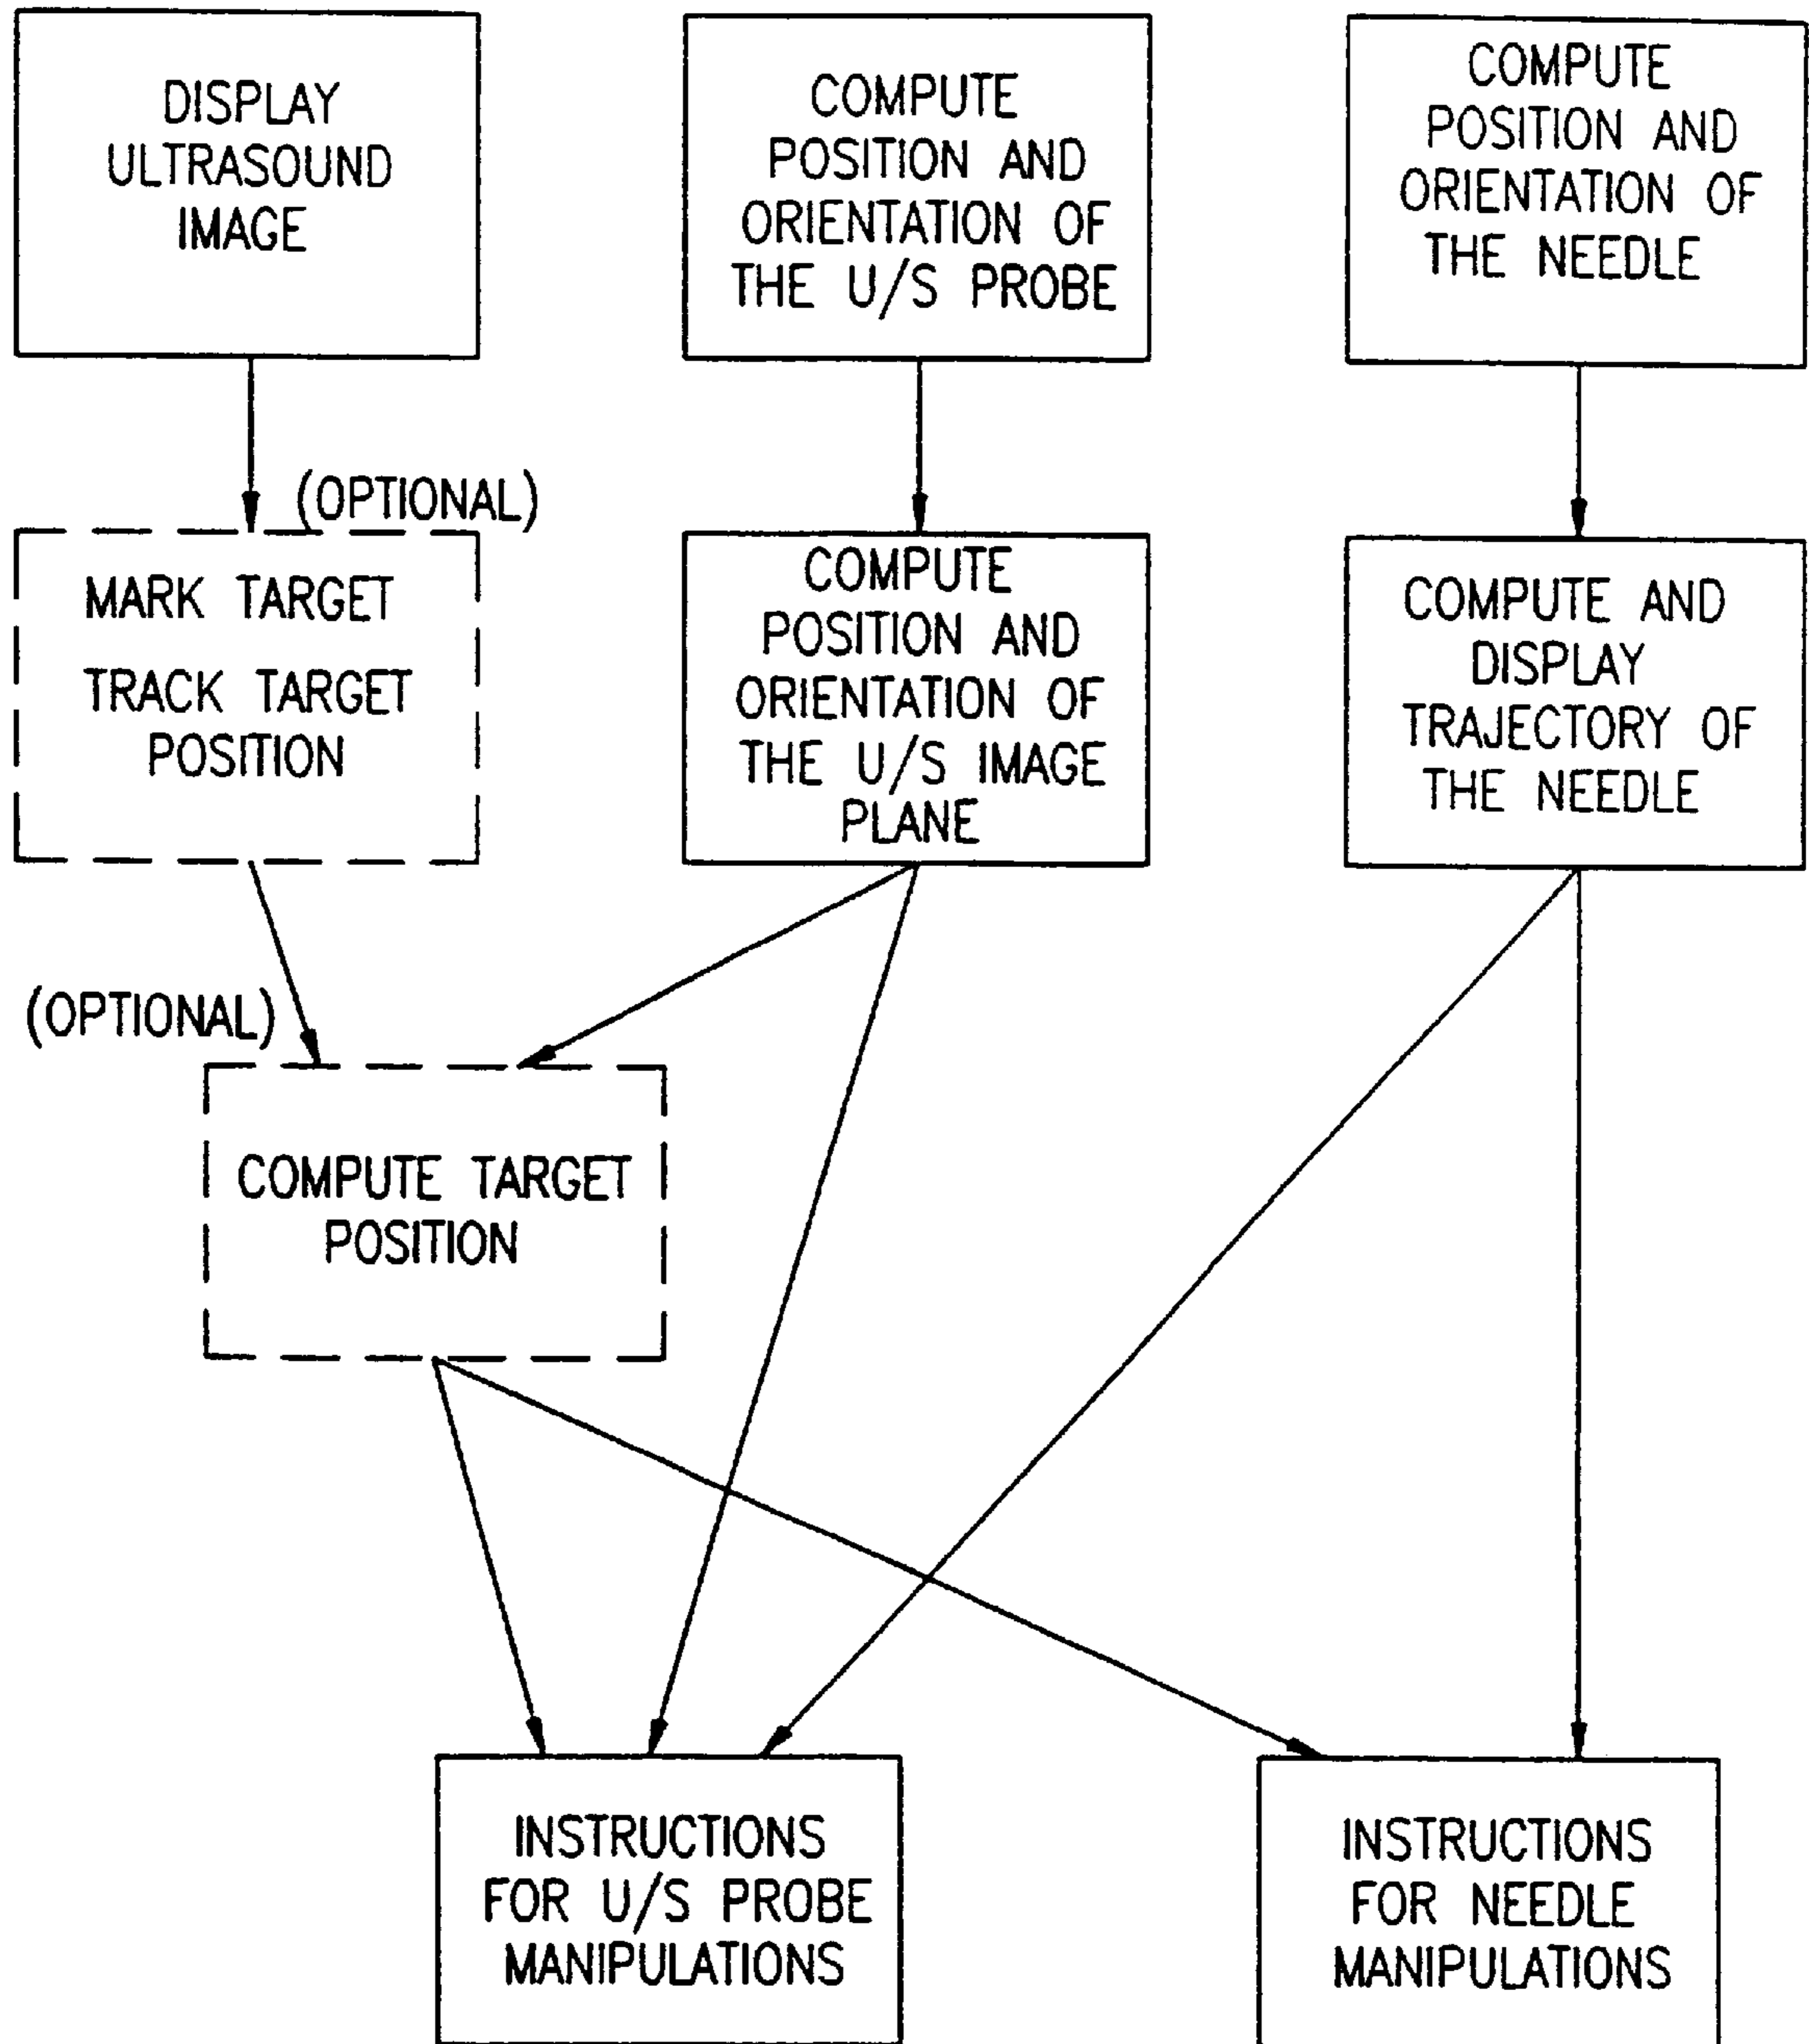 DISPLAY
ULTRASOUND
IMAGE
COMPUTE
POSITION AND
ORIENTATION OF
THE U/S PROBE
COMPUTE
POSITION AND
ORIENTATION OF
THE NEEDLE
(OPTIONAL)
MARK TARGET
TRACK TARGET
POSITION
COMPUTE
POSITION AND
ORIENTATION OF
THE U/S IMAGE
PLANE
COMPUTE AND
DISPLAY
TRAJECTORY OF
THE NEEDLE
(OPTIONAL)
COMPUTE TARGET
POSITION
INSTRUCTIONS
FOR U/S PROBE
MANIPULATIONS
INSTRUCTIONS
FOR NEEDLE
MANIPULATIONS